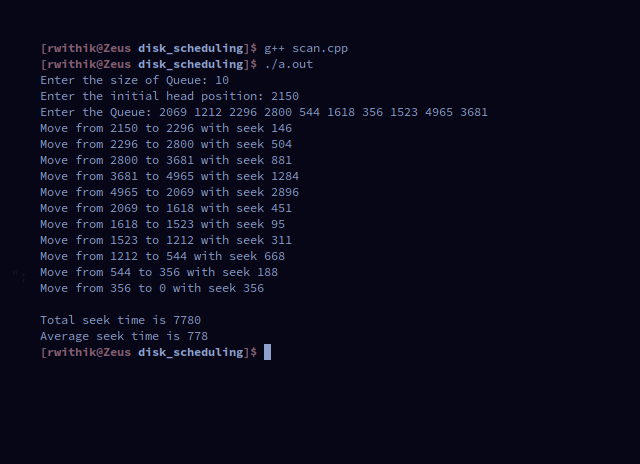 [rwithik@Zeus disk_scheduling]$ g++ scan.cpp
[rwithik@Zeus disk_scheduling]$ ./a.out
Enter the size of Queue: 10
Enter the initial head position: 2150
Enter the Queue: 2069 1212 2296 2800 544 1618 356 1523 4965 3681
Move from 2150 to 2296 with seek 146
Move from 2296 to 2800 with seek 504
Move from 2800 to 3681 with seek 881
Move from 3681 to 4965 with seek 1284
Move from 4965 to 2069 with seek 2896
Move from 2069 to 1618 with seek 451
Move from 1618 to 1523 with seek 95
Move from 1523 to 1212 with seek 311
Move from 1212 to 544 with seek 668
Move from 544 to 356 with seek 188
Move from 356 to 0 with seek 356
Total seek time is 7780
Average seek time is 778
[rwithik@Zeus disk_scheduling]$